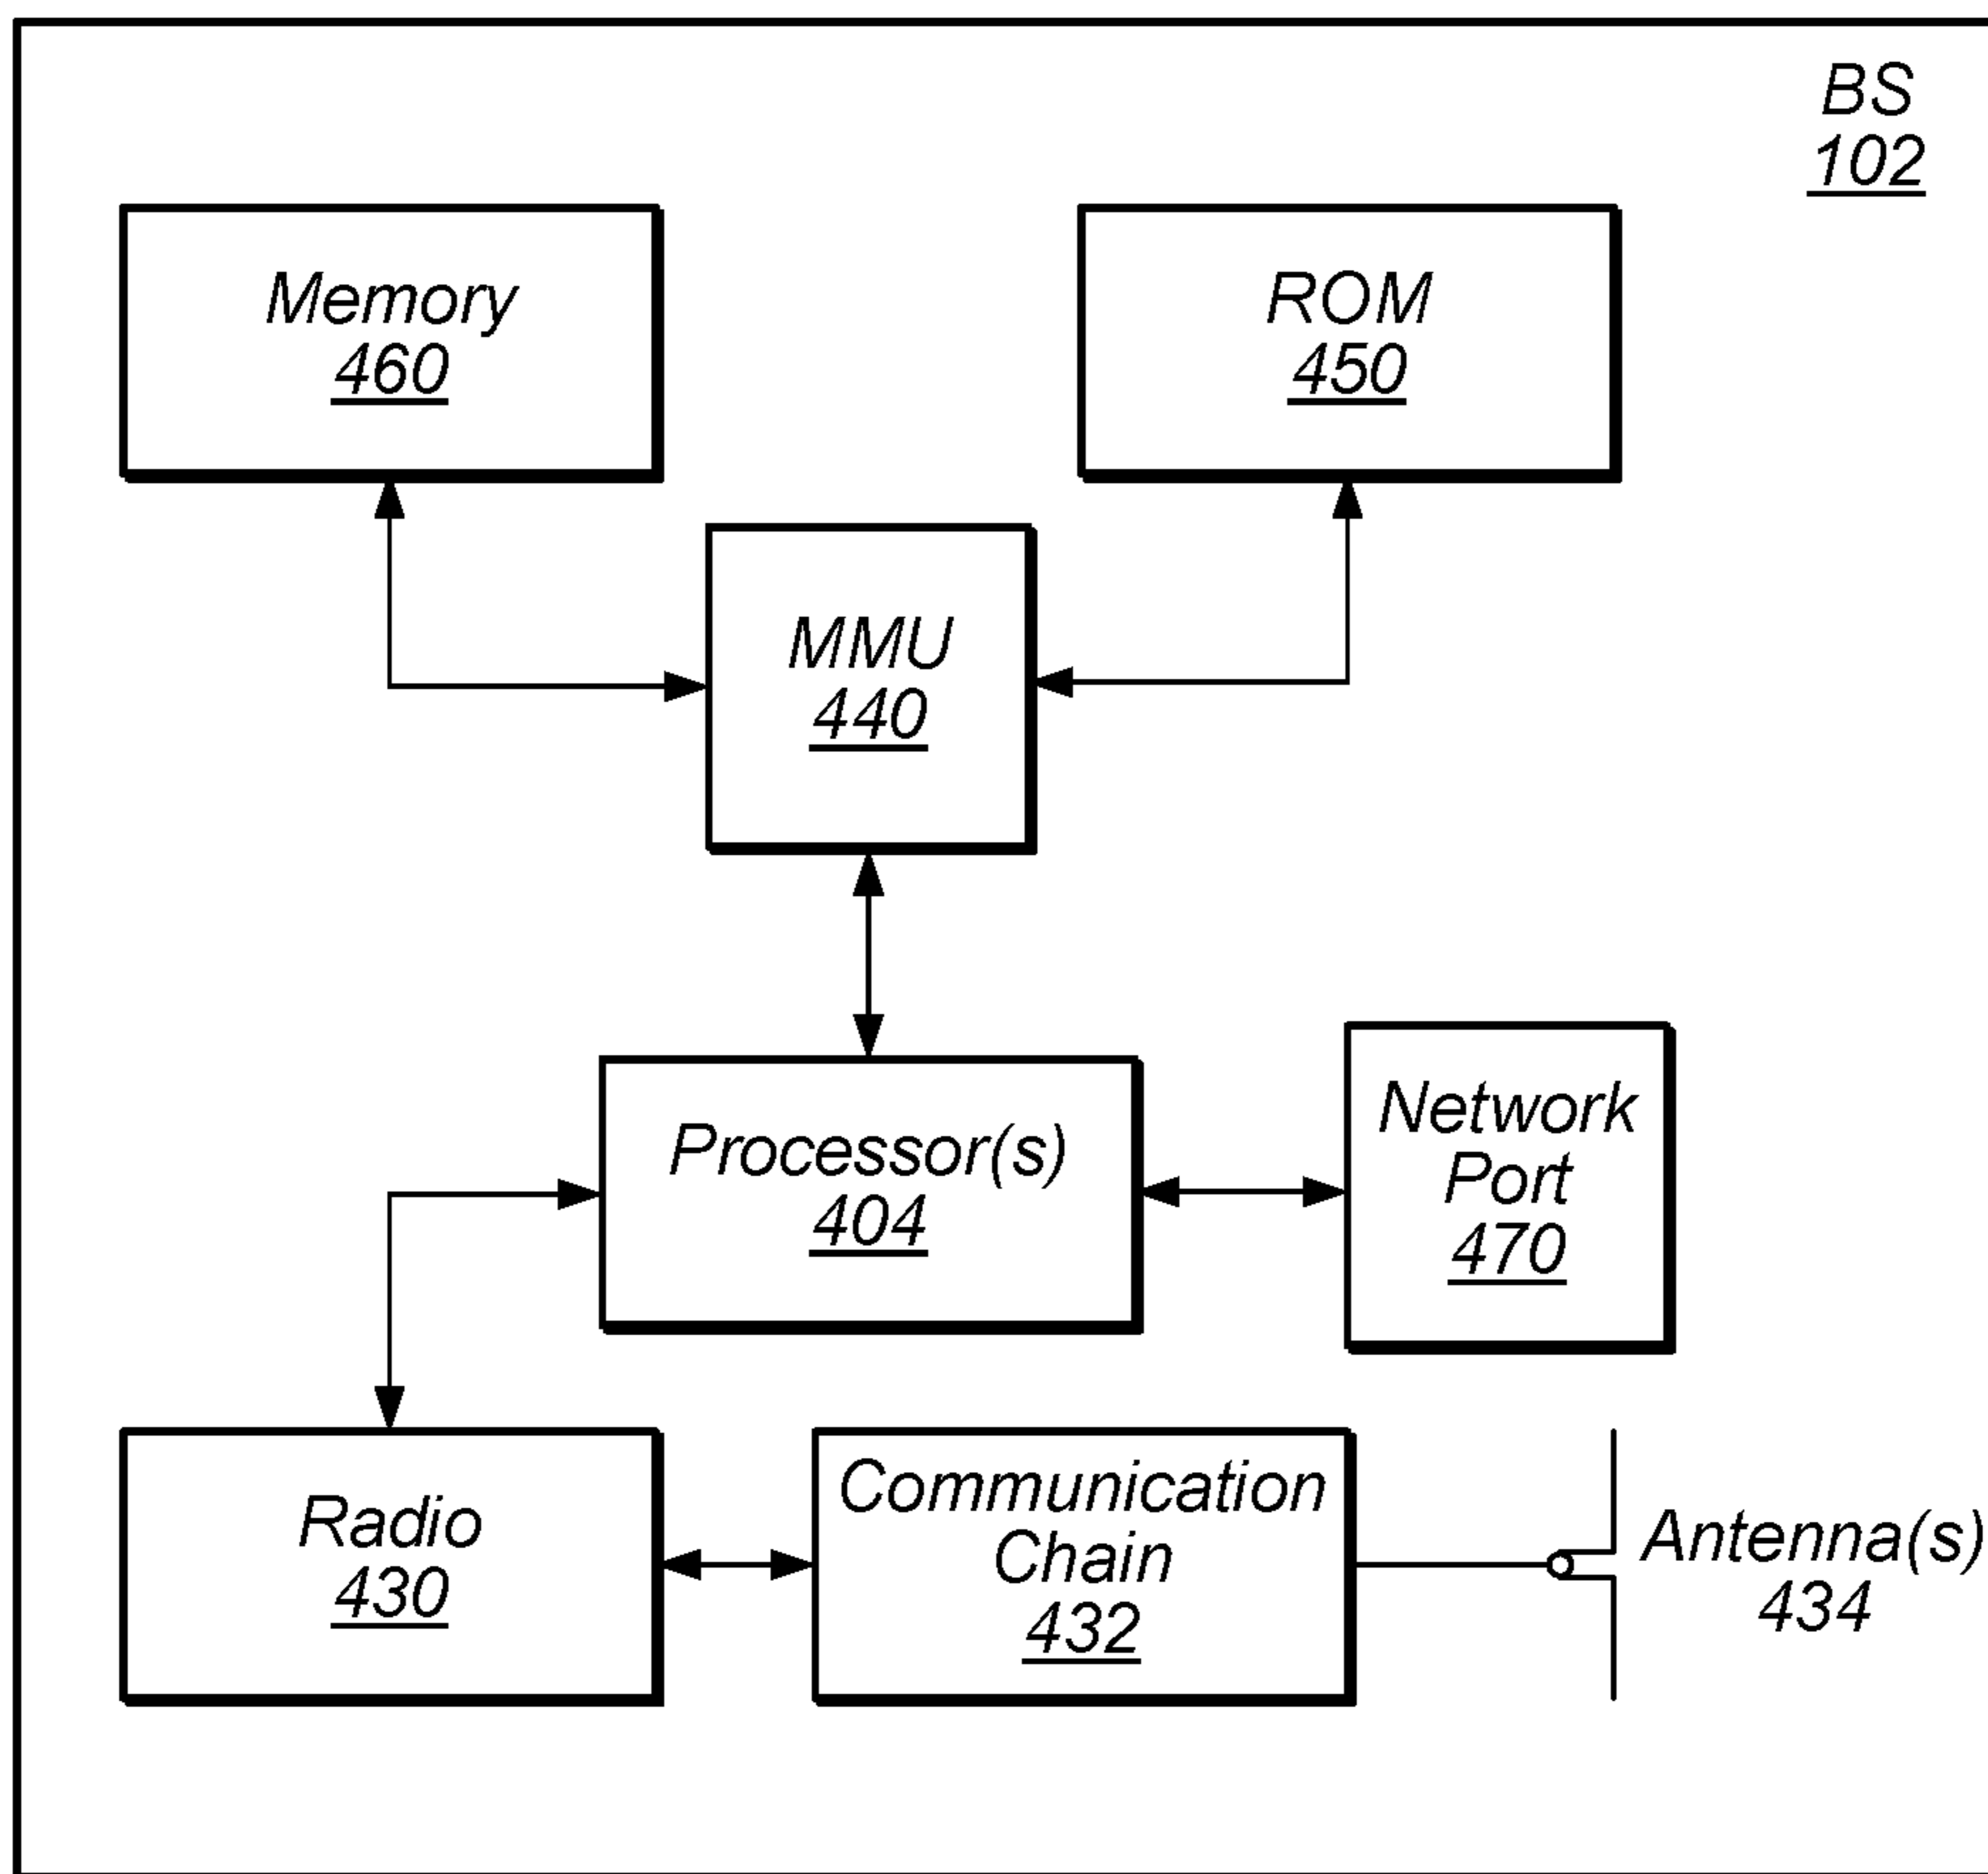 BS
102
Memory
460
ROM
450
MMU
440
Processor(s)
404
Network
Port
470
Radio
430
Communication
Chain
432
Antenna(s)
434